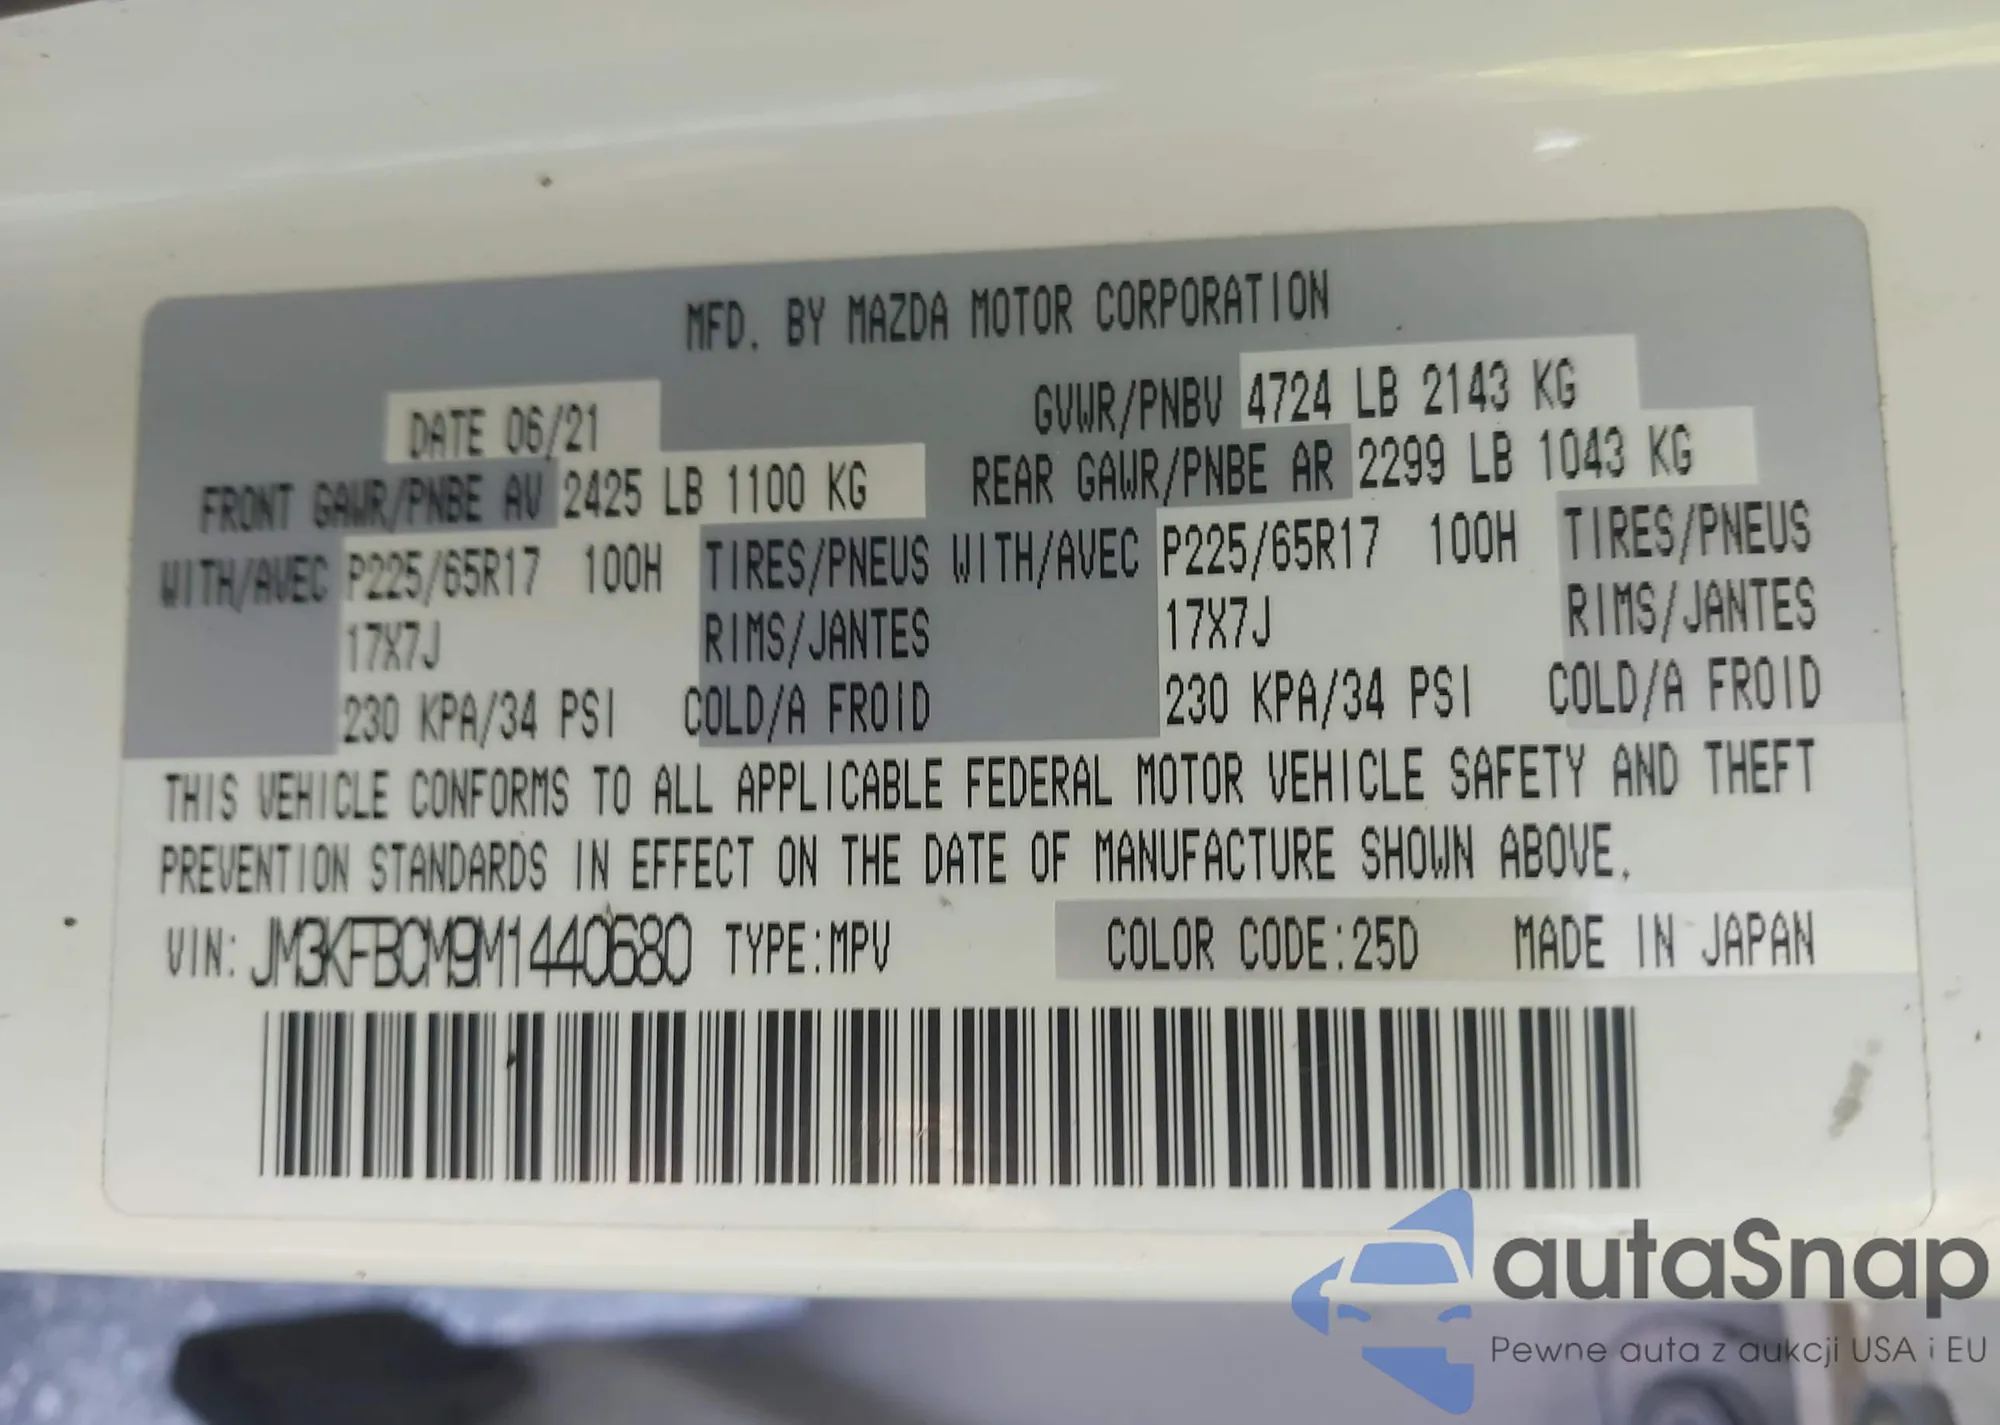 MFD. BY MAZDA MOTOR CORPORATION
DATE 06/21
GVWR/PNBV 4724 LB 2143 KG
FRONT GAWR/PNBE AV 2425 LB 1100 KG
REAR GAWR/PNBE AR 2299 LB 1043 KG
WITH/AVEC P225/65R17 100H TIRES/PNEUS WITH/AVEC P225/65R17 100H TIRES/PNEUS
17X7J RIMS/JANTES 17X7J RIMS/JANTES
230 KPA/34 PSI COLD/A FROID 230 KPA/34 PSI COLD/A FROID
THIS VEHICLE CONFORMS TO ALL APPLICABLE FEDERAL MOTOR VEHICLE SAFETY AND THEFT
PREVENTION STANDARDS IN EFFECT ON THE DATE OF MANUFACTURE SHOWN ABOVE.
VIN: JM3KFBCM9M1440680 TYPE:MPV COLOR CODE:25D MADE IN JAPAN
autaSnap
Pewne auta z aukcji USA i EU